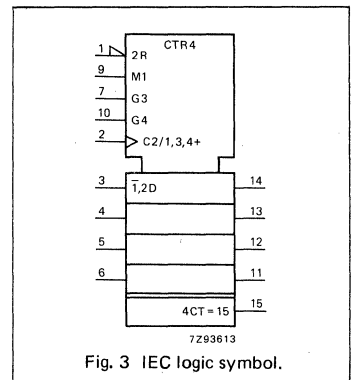 CTR4
1 2R
9 M1
7 G3
10 G4
2 C2/1,3,4+
3 1̅,2D 14
4 13
5 12
6 11
4CT = 15 15
7Z93613
Fig. 3 IEC logic symbol.